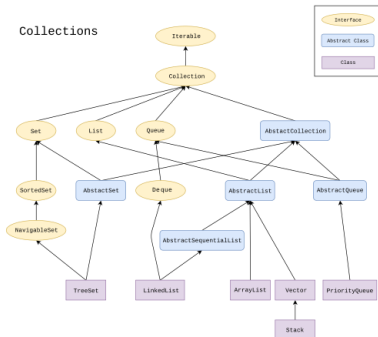 Collections
Interface
Abstract Class
Class
Iterable
Collection
Set
List
Queue
AbstactCollection
SortedSet
AbstactSet
Deque
AbstractList
AbstractQueue
NavigableSet
AbstractSequentialList
TreeSet
LinkedList
ArrayList
Vector
PriorityQueue
Stack